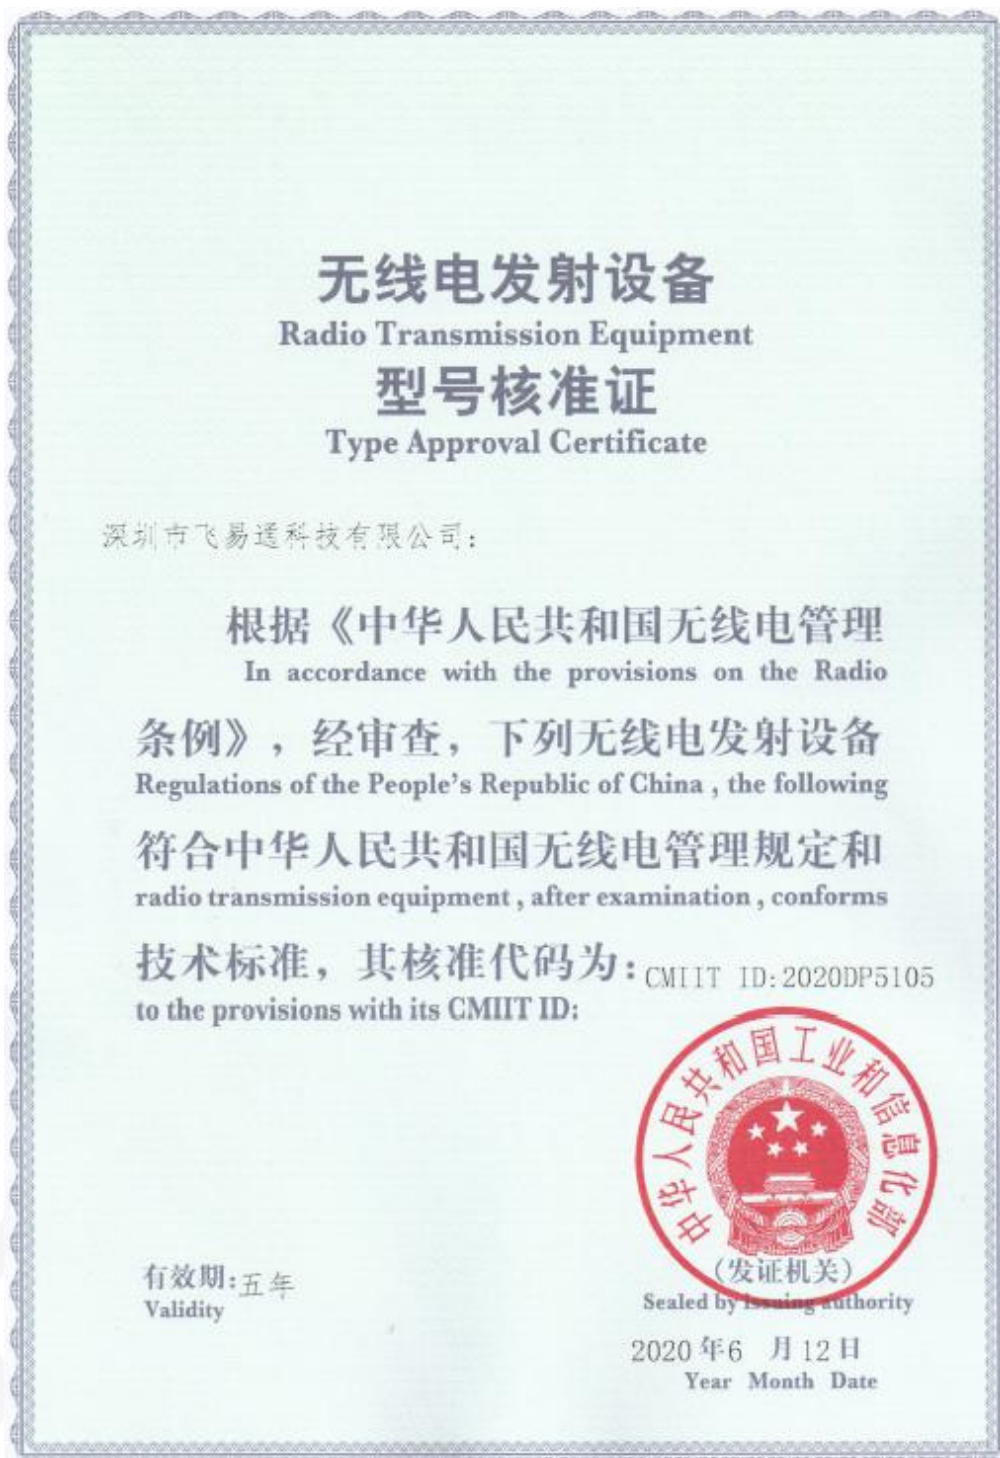 无线电发射设备
Radio Transmission Equipment
型号核准证
Type Approval Certificate
深圳市飞易通科技有限公司：
根据《中华人民共和国无线电管理
In accordance with the provisions on the Radio
条例》，经审查，下列无线电发射设备
Regulations of the People's Republic of China , the following
符合中华人民共和国无线电管理规定和
radio transmission equipment , after examination , conforms
技术标准，其核准代码为：CMIIT ID:2020DP5105
to the provisions with its CMIIT ID:
中华人民共和国工业和信息化部
有效期：五年
Validity
（发证机关）
Sealed by issuing authority
2020年6 月12日
Year Month Date